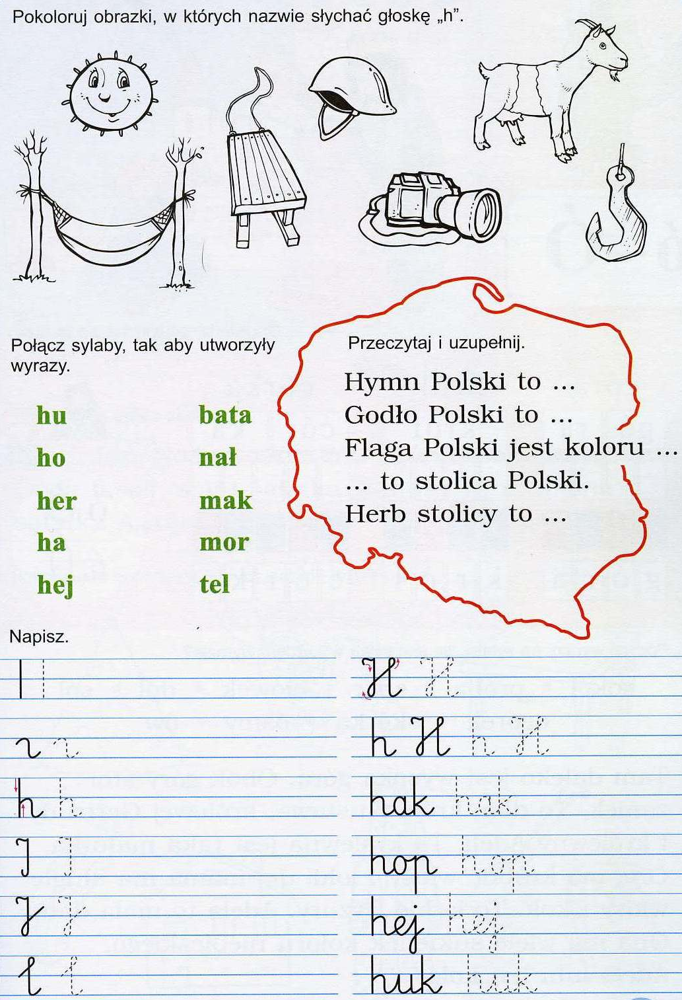 Pokoloruj obrazki, w których nazwie słychać głoskę „h”.
Połącz sylaby, tak aby utworzyły
wyrazy.
hu bata
ho nał
her mak
ha mor
hej tel
Przeczytaj i uzupełnij.
Hymn Polski to ...
Godło Polski to ...
Flaga Polski jest koloru ...
... to stolica Polski.
Herb stolicy to ...
Napisz.
H H
h H h H
h h
hak hak
hop hop
hej hej
huk huk